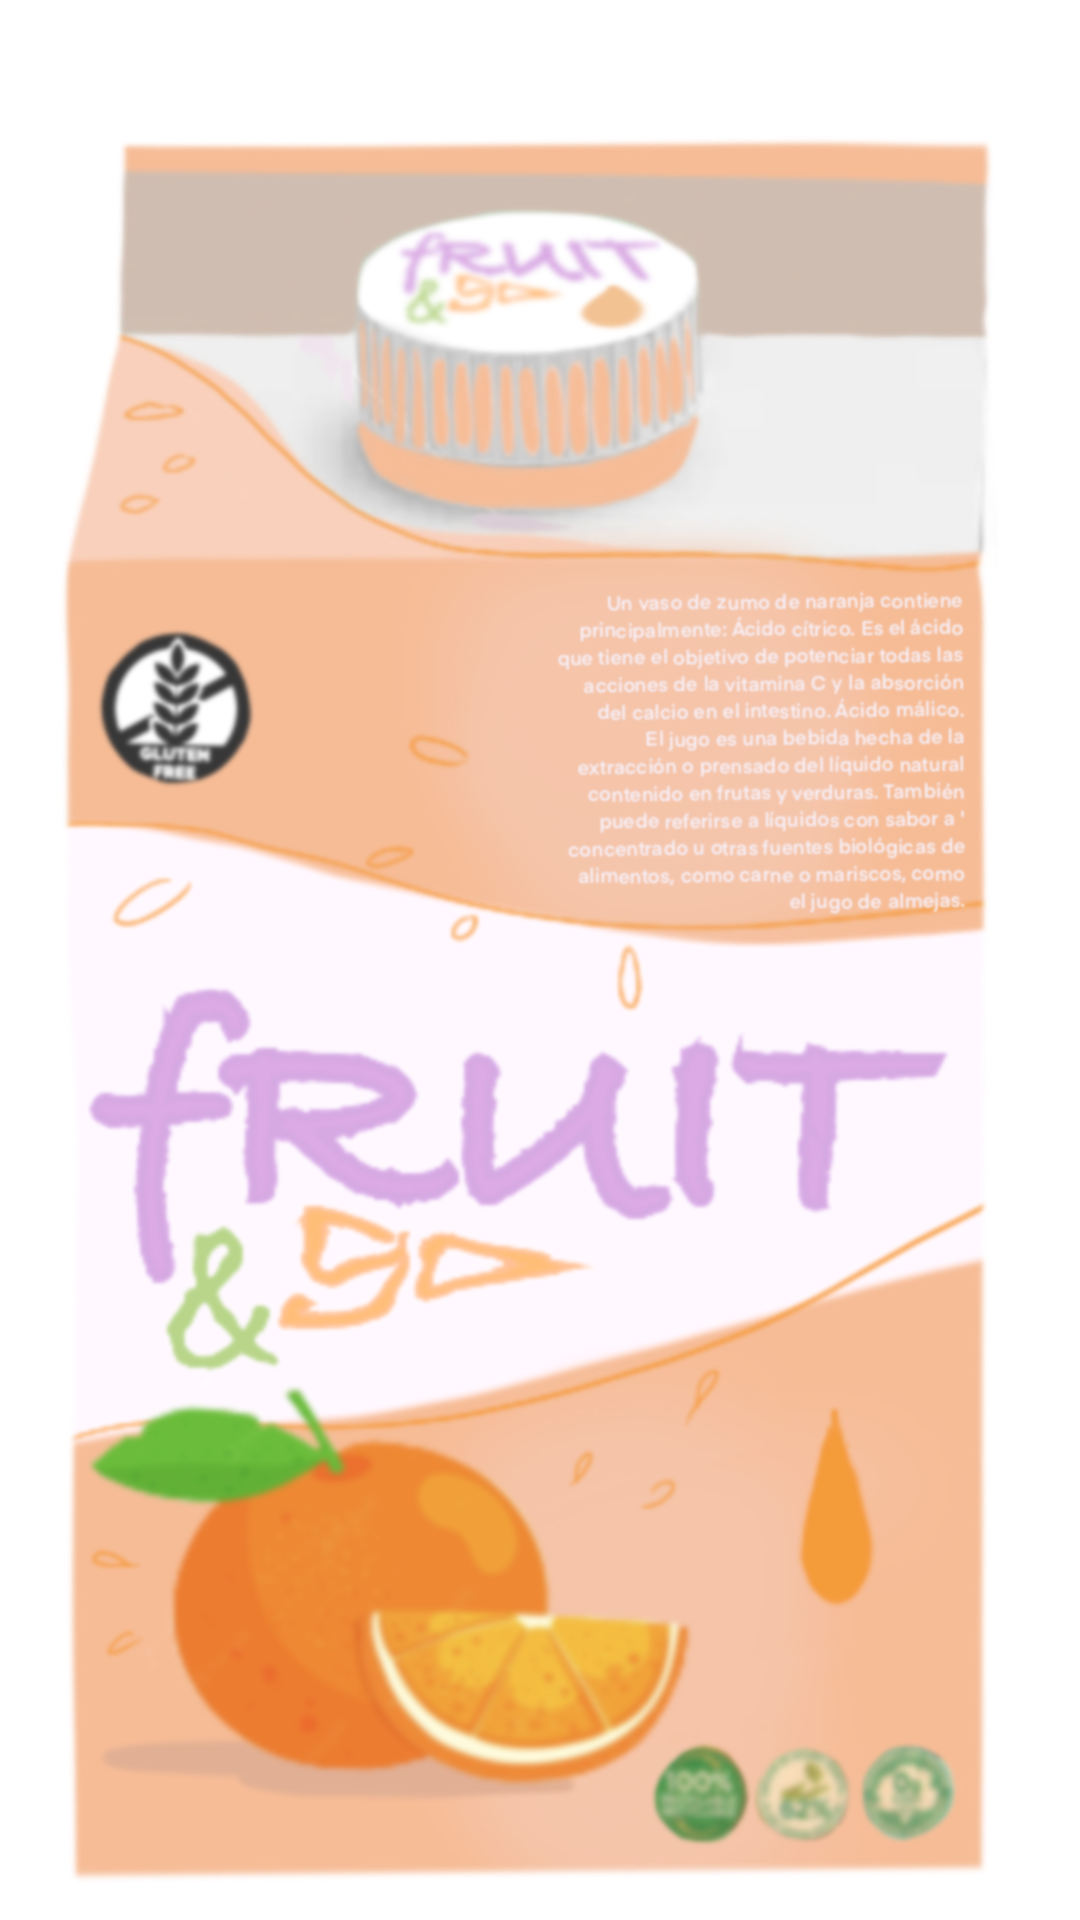 fRUIT
& go
Un vaso de zumo de naranja contiene
principalmente: Ácido cítrico. Es el ácido
que tiene el objetivo de potenciar todas las
acciones de la vitamina C y la absorción
del calcio en el intestino. Ácido málico.
El jugo es una bebida hecha de la
extracción o prensado del líquido natural
contenido en frutas y verduras. También
puede referirse a líquidos con sabor a '
concentrado u otras fuentes biológicas de
alimentos, como carne o mariscos, como
el jugo de almejas.
GLUTEN
FREE
fRUIT
& go
100%